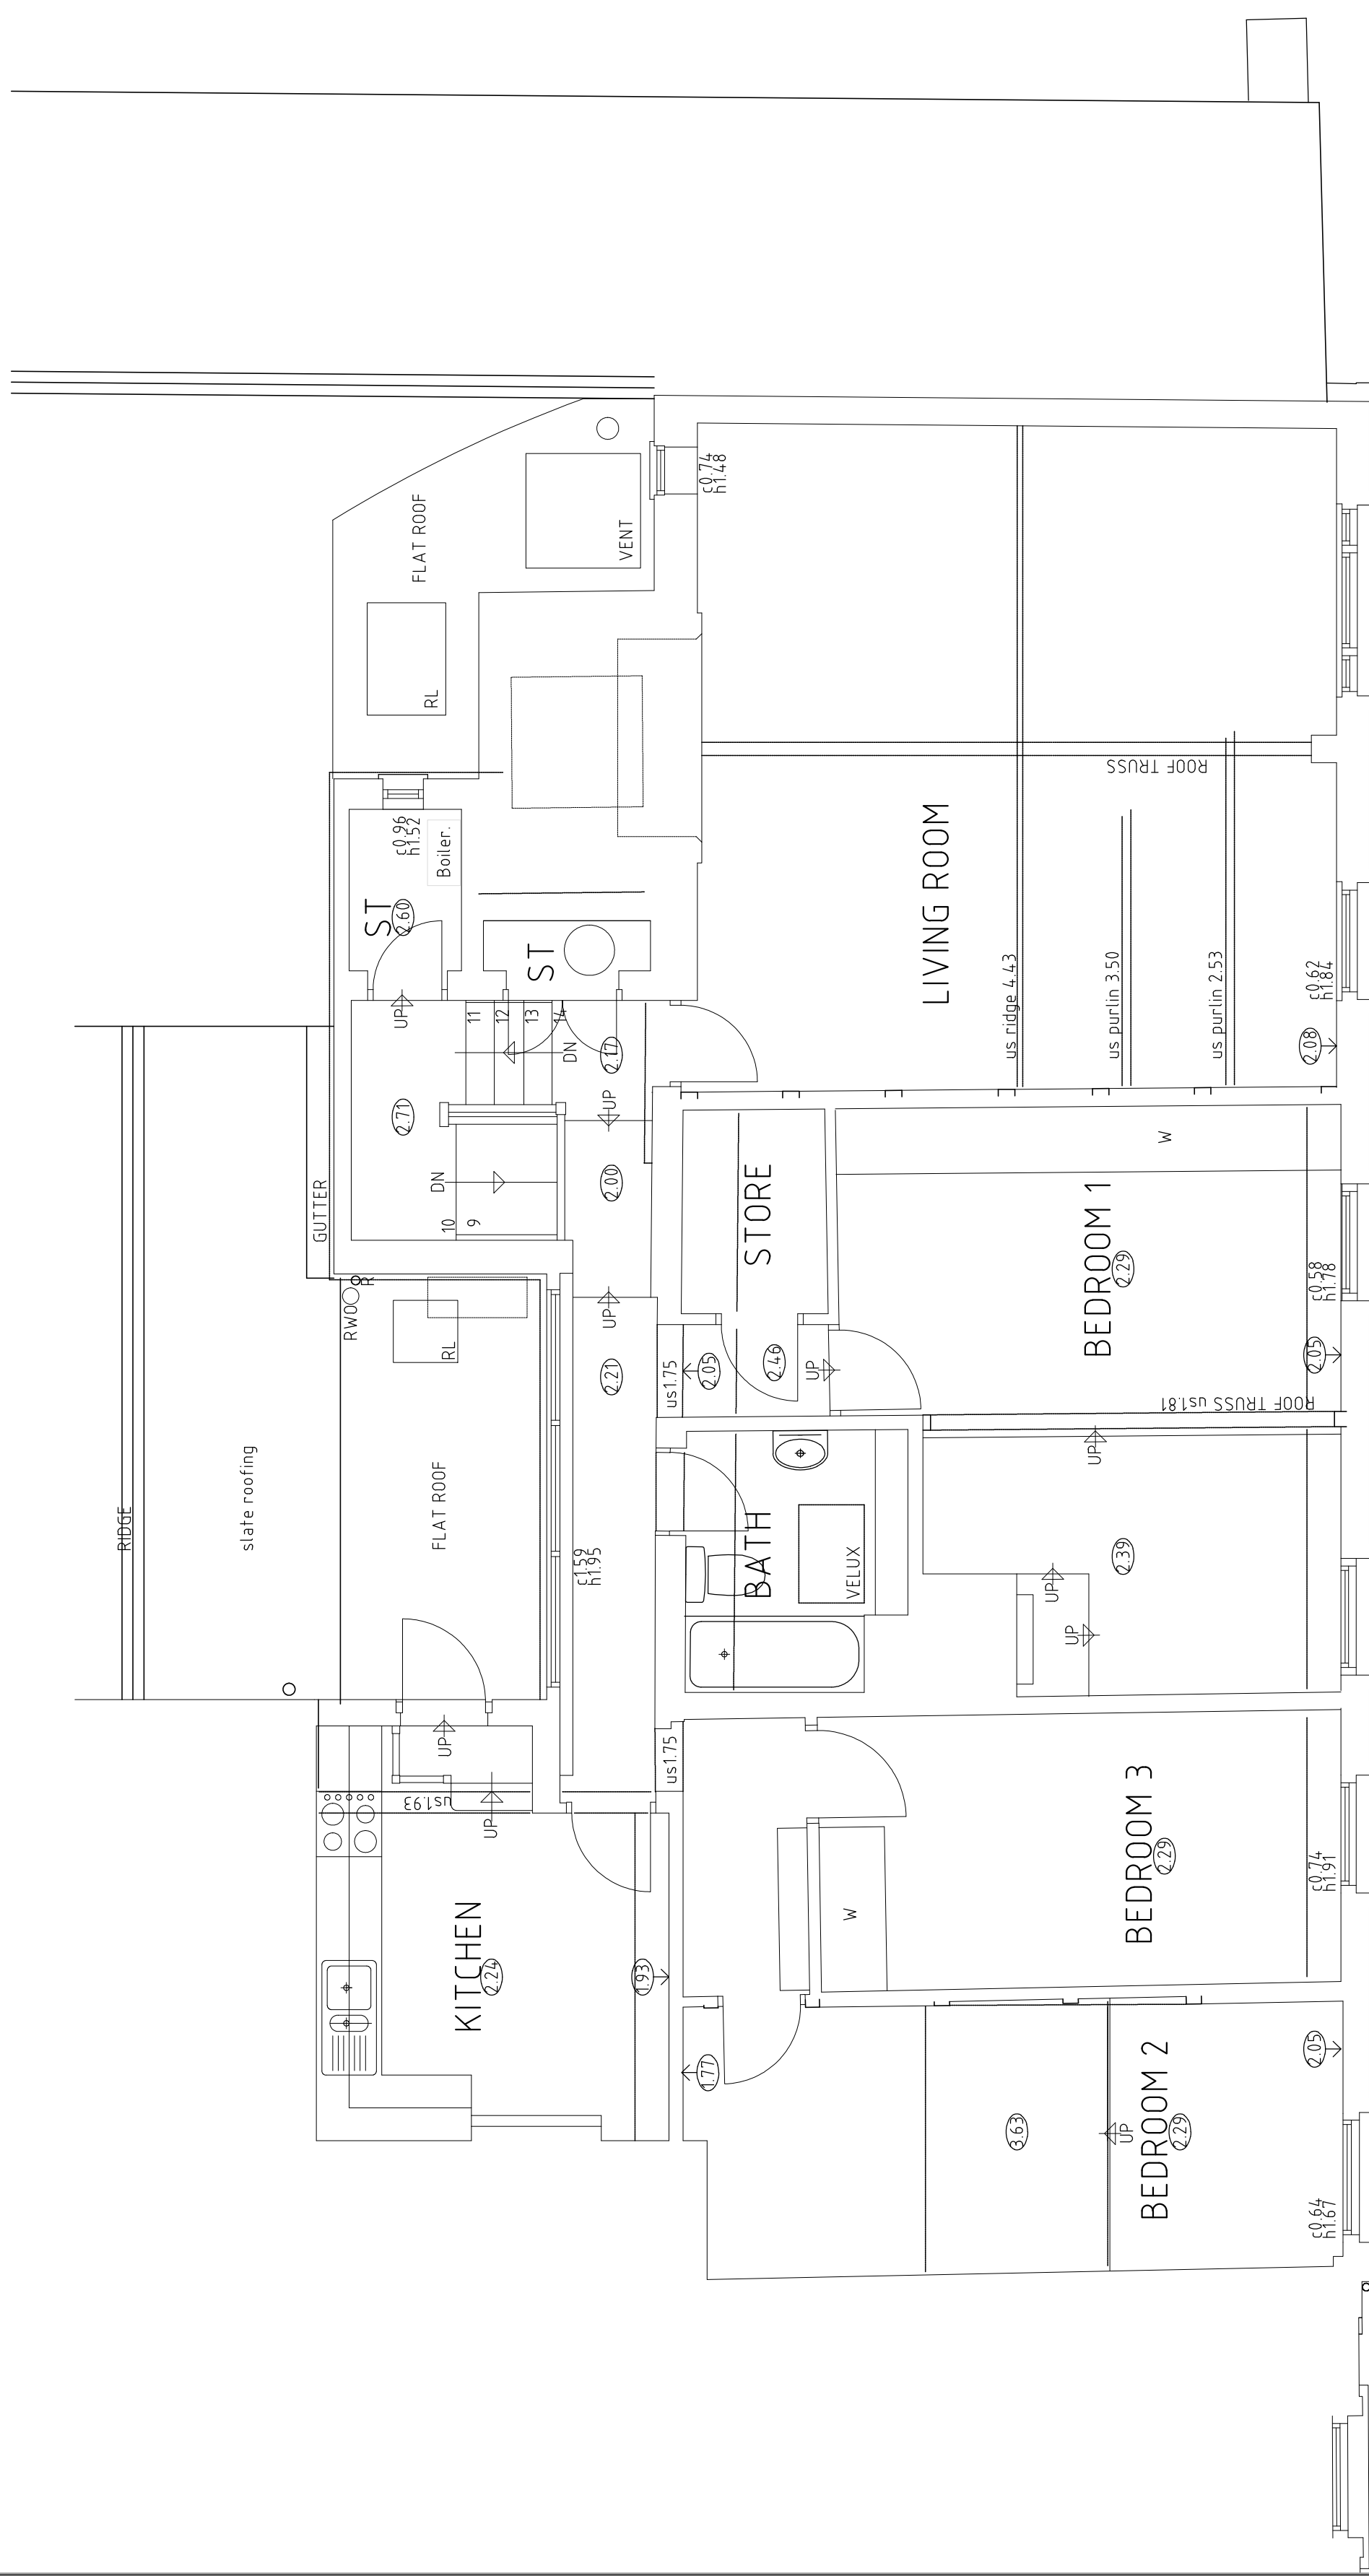 FLAT ROOF
VENT
RL
c0.74
h1.48
ROOF TRUSS
LIVING ROOM
us ridge 4.43
us purlin 3.50
us purlin 2.53
c0.62
h1.84
2.08
c0.96
h1.52
Boiler.
ST
2.60
ST
UP
11
12
13
14
DN
2.17
UP
2.71
DN
10
9
2.00
GUTTER
STORE
W
BEDROOM 1
2.29
c0.58
h1.78
2.05
ROOF TRUSS us1.81
RWO
R
RL
UP
2.21
us1.75
2.05
2.46
UP
RIDGE
slate roofing
FLAT ROOF
c1.59
h1.95
BATH
VELUX
UP
2.39
UP
UP
UP
us1.75
us1.93
UP
KITCHEN
2.24
1.93
W
BEDROOM 3
2.29
c0.74
h1.91
1.77
3.63
UP
BEDROOM 2
2.29
2.05
c0.64
h1.67